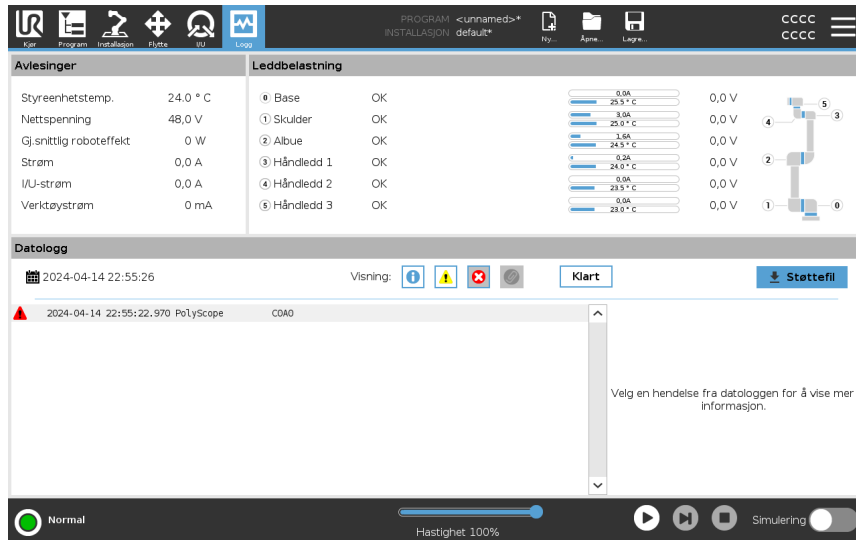 UR
Kjør
Program
Installasjon
Flytte
I/U
Logg
PROGRAM <unnamed>*
INSTALLASJON default*
Ny...
Åpne...
Lagre...
CCCC
CCCC
Avlesinger
Styreenhetstemp. 24.0 ° C
Nettspenning 48,0 V
Gj.snittlig roboteffekt 0 W
Strøm 0,0 A
I/U-strøm 0,0 A
Verktøystrøm 0 mA
Leddbelastning
0 Base OK 0,0A 25.5 ° C 0,0 V
1 Skulder OK 3,0A 25.0 ° C 0,0 V
2 Albue OK 1,6A 24.5 ° C 0,0 V
3 Håndledd 1 OK 0,2A 24.0 ° C 0,0 V
4 Håndledd 2 OK 0,0A 23.5 ° C 0,0 V
5 Håndledd 3 OK 0,0A 23.0 ° C 0,0 V
5
4 3
2
1 0
Datologg
2024-04-14 22:55:26
Visning:
Klart
Støttefil
2024-04-14 22:55:22.970 PolyScope C0A0
Velg en hendelse fra datologgen for å vise mer
informasjon.
Normal
Hastighet 100%
Simulering